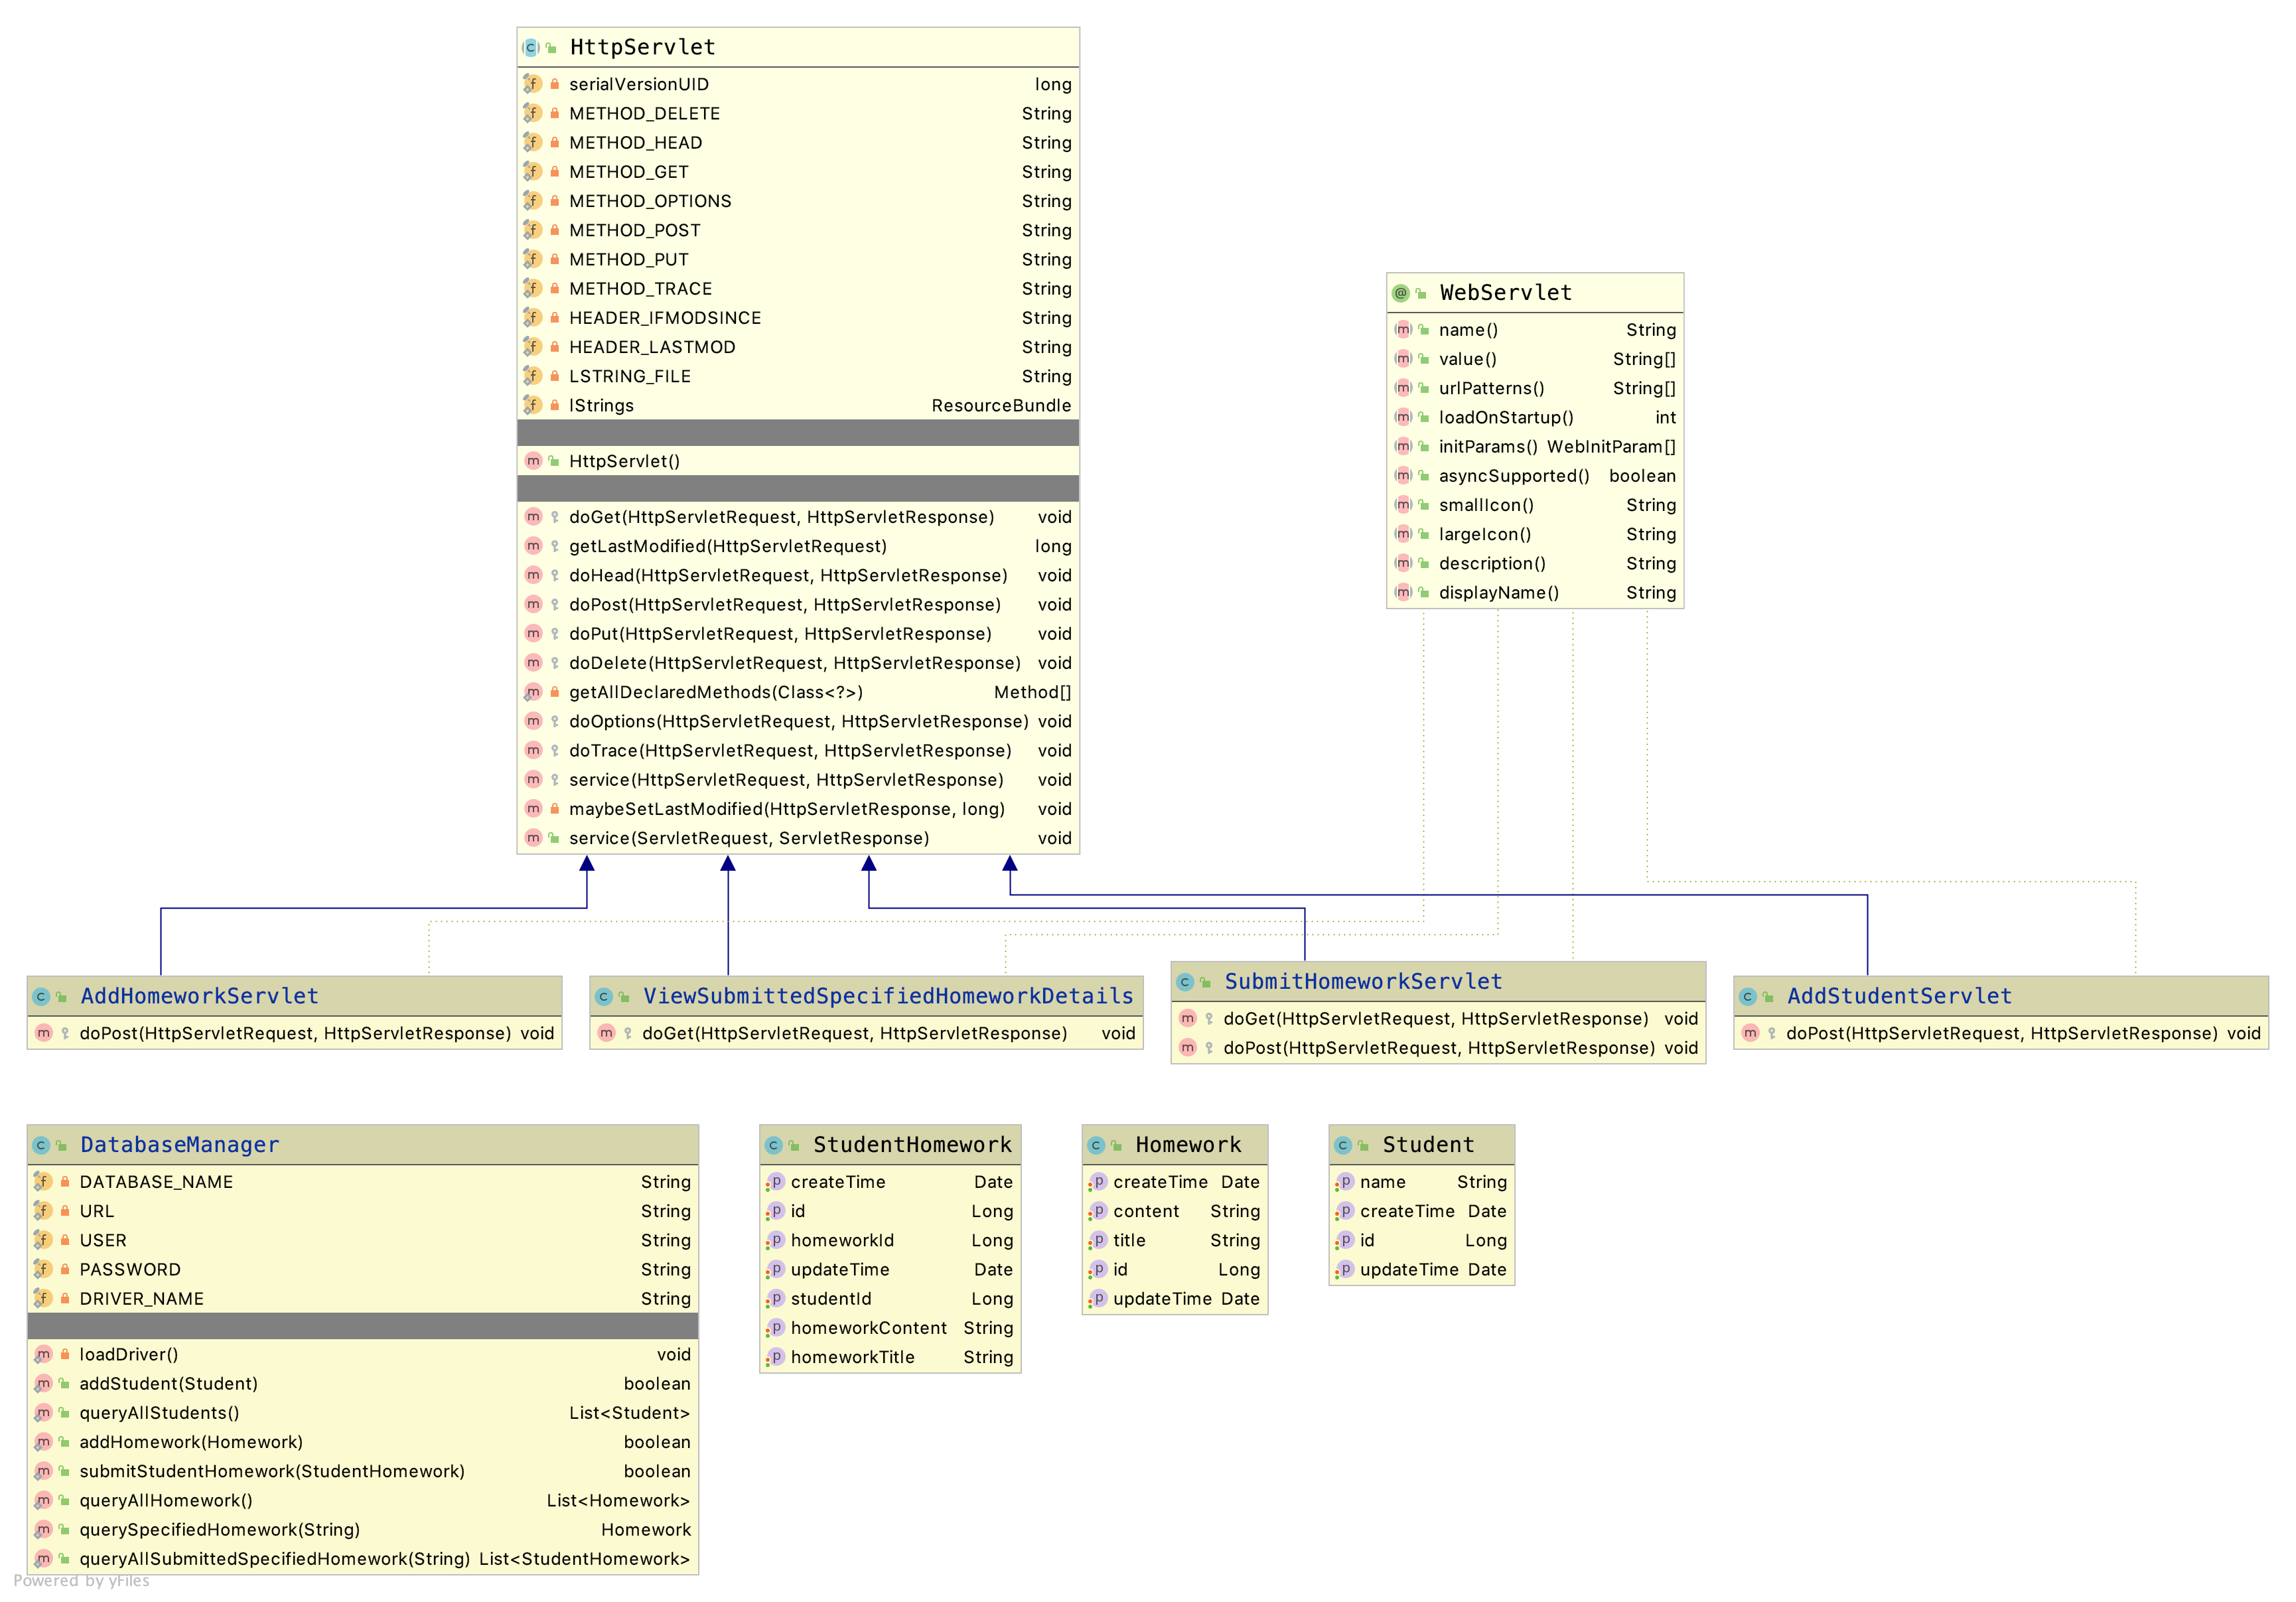 HttpServlet
serialVersionUID long
METHOD_DELETE String
METHOD_HEAD String
METHOD_GET String
METHOD_OPTIONS String
METHOD_POST String
METHOD_PUT String
METHOD_TRACE String
HEADER_IFMODSINCE String
HEADER_LASTMOD String
LSTRING_FILE String
lStrings ResourceBundle
HttpServlet()
doGet(HttpServletRequest, HttpServletResponse) void
getLastModified(HttpServletRequest) long
doHead(HttpServletRequest, HttpServletResponse) void
doPost(HttpServletRequest, HttpServletResponse) void
doPut(HttpServletRequest, HttpServletResponse) void
doDelete(HttpServletRequest, HttpServletResponse) void
getAllDeclaredMethods(Class<?>) Method[]
doOptions(HttpServletRequest, HttpServletResponse) void
doTrace(HttpServletRequest, HttpServletResponse) void
service(HttpServletRequest, HttpServletResponse) void
maybeSetLastModified(HttpServletResponse, long) void
service(ServletRequest, ServletResponse) void
WebServlet
name() String
value() String[]
urlPatterns() String[]
loadOnStartup() int
initParams() WebInitParam[]
asyncSupported() boolean
smallIcon() String
largeIcon() String
description() String
displayName() String
AddHomeworkServlet
doPost(HttpServletRequest, HttpServletResponse) void
ViewSubmittedSpecifiedHomeworkDetails
doGet(HttpServletRequest, HttpServletResponse) void
SubmitHomeworkServlet
doGet(HttpServletRequest, HttpServletResponse) void
doPost(HttpServletRequest, HttpServletResponse) void
AddStudentServlet
doPost(HttpServletRequest, HttpServletResponse) void
DatabaseManager
DATABASE_NAME String
URL String
USER String
PASSWORD String
DRIVER_NAME String
loadDriver() void
addStudent(Student) boolean
queryAllStudents() List<Student>
addHomework(Homework) boolean
submitStudentHomework(StudentHomework) boolean
queryAllHomework() List<Homework>
querySpecifiedHomework(String) Homework
queryAllSubmittedSpecifiedHomework(String) List<StudentHomework>
StudentHomework
createTime Date
id Long
homeworkId Long
updateTime Date
studentId Long
homeworkContent String
homeworkTitle String
Homework
createTime Date
content String
title String
id Long
updateTime Date
Student
name String
createTime Date
id Long
updateTime Date
Powered by yFiles